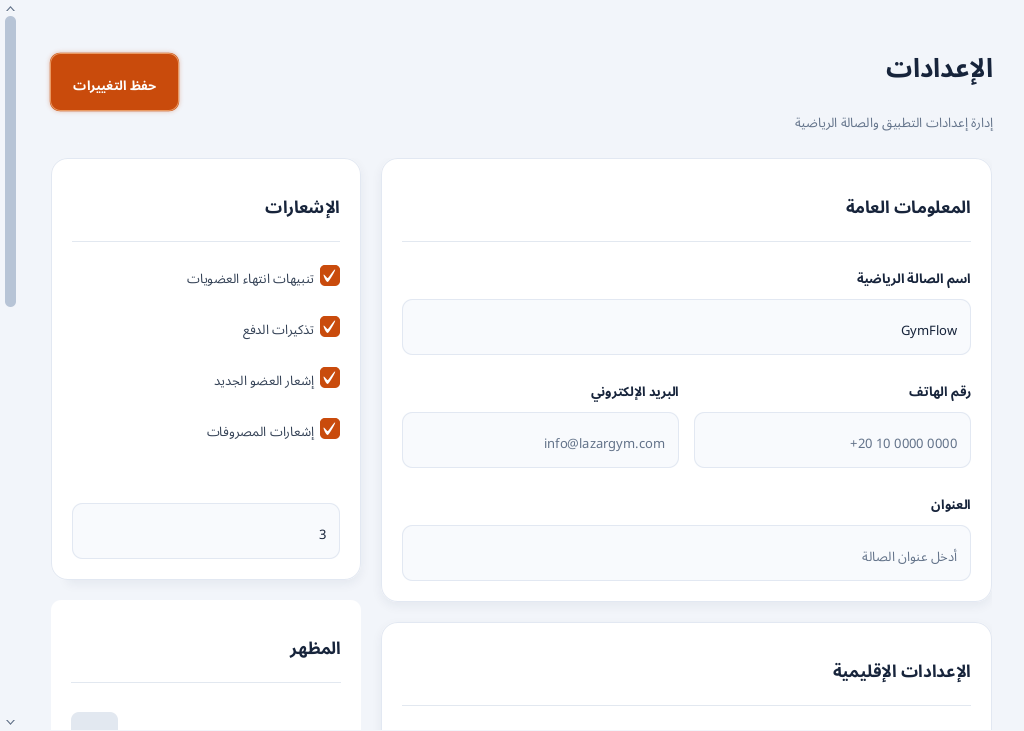 الإعدادات
إدارة إعدادات التطبيق والصالة الرياضية
حفظ التغييرات
المعلومات العامة
اسم الصالة الرياضية
GymFlow
رقم الهاتف
+20 10 0000 0000
البريد الإلكتروني
info@lazargym.com
العنوان
أدخل عنوان الصالة
الإعدادات الإقليمية
الإشعارات
تنبيهات انتهاء العضويات
تذكيرات الدفع
إشعار العضو الجديد
إشعارات المصروفات
3
المظهر